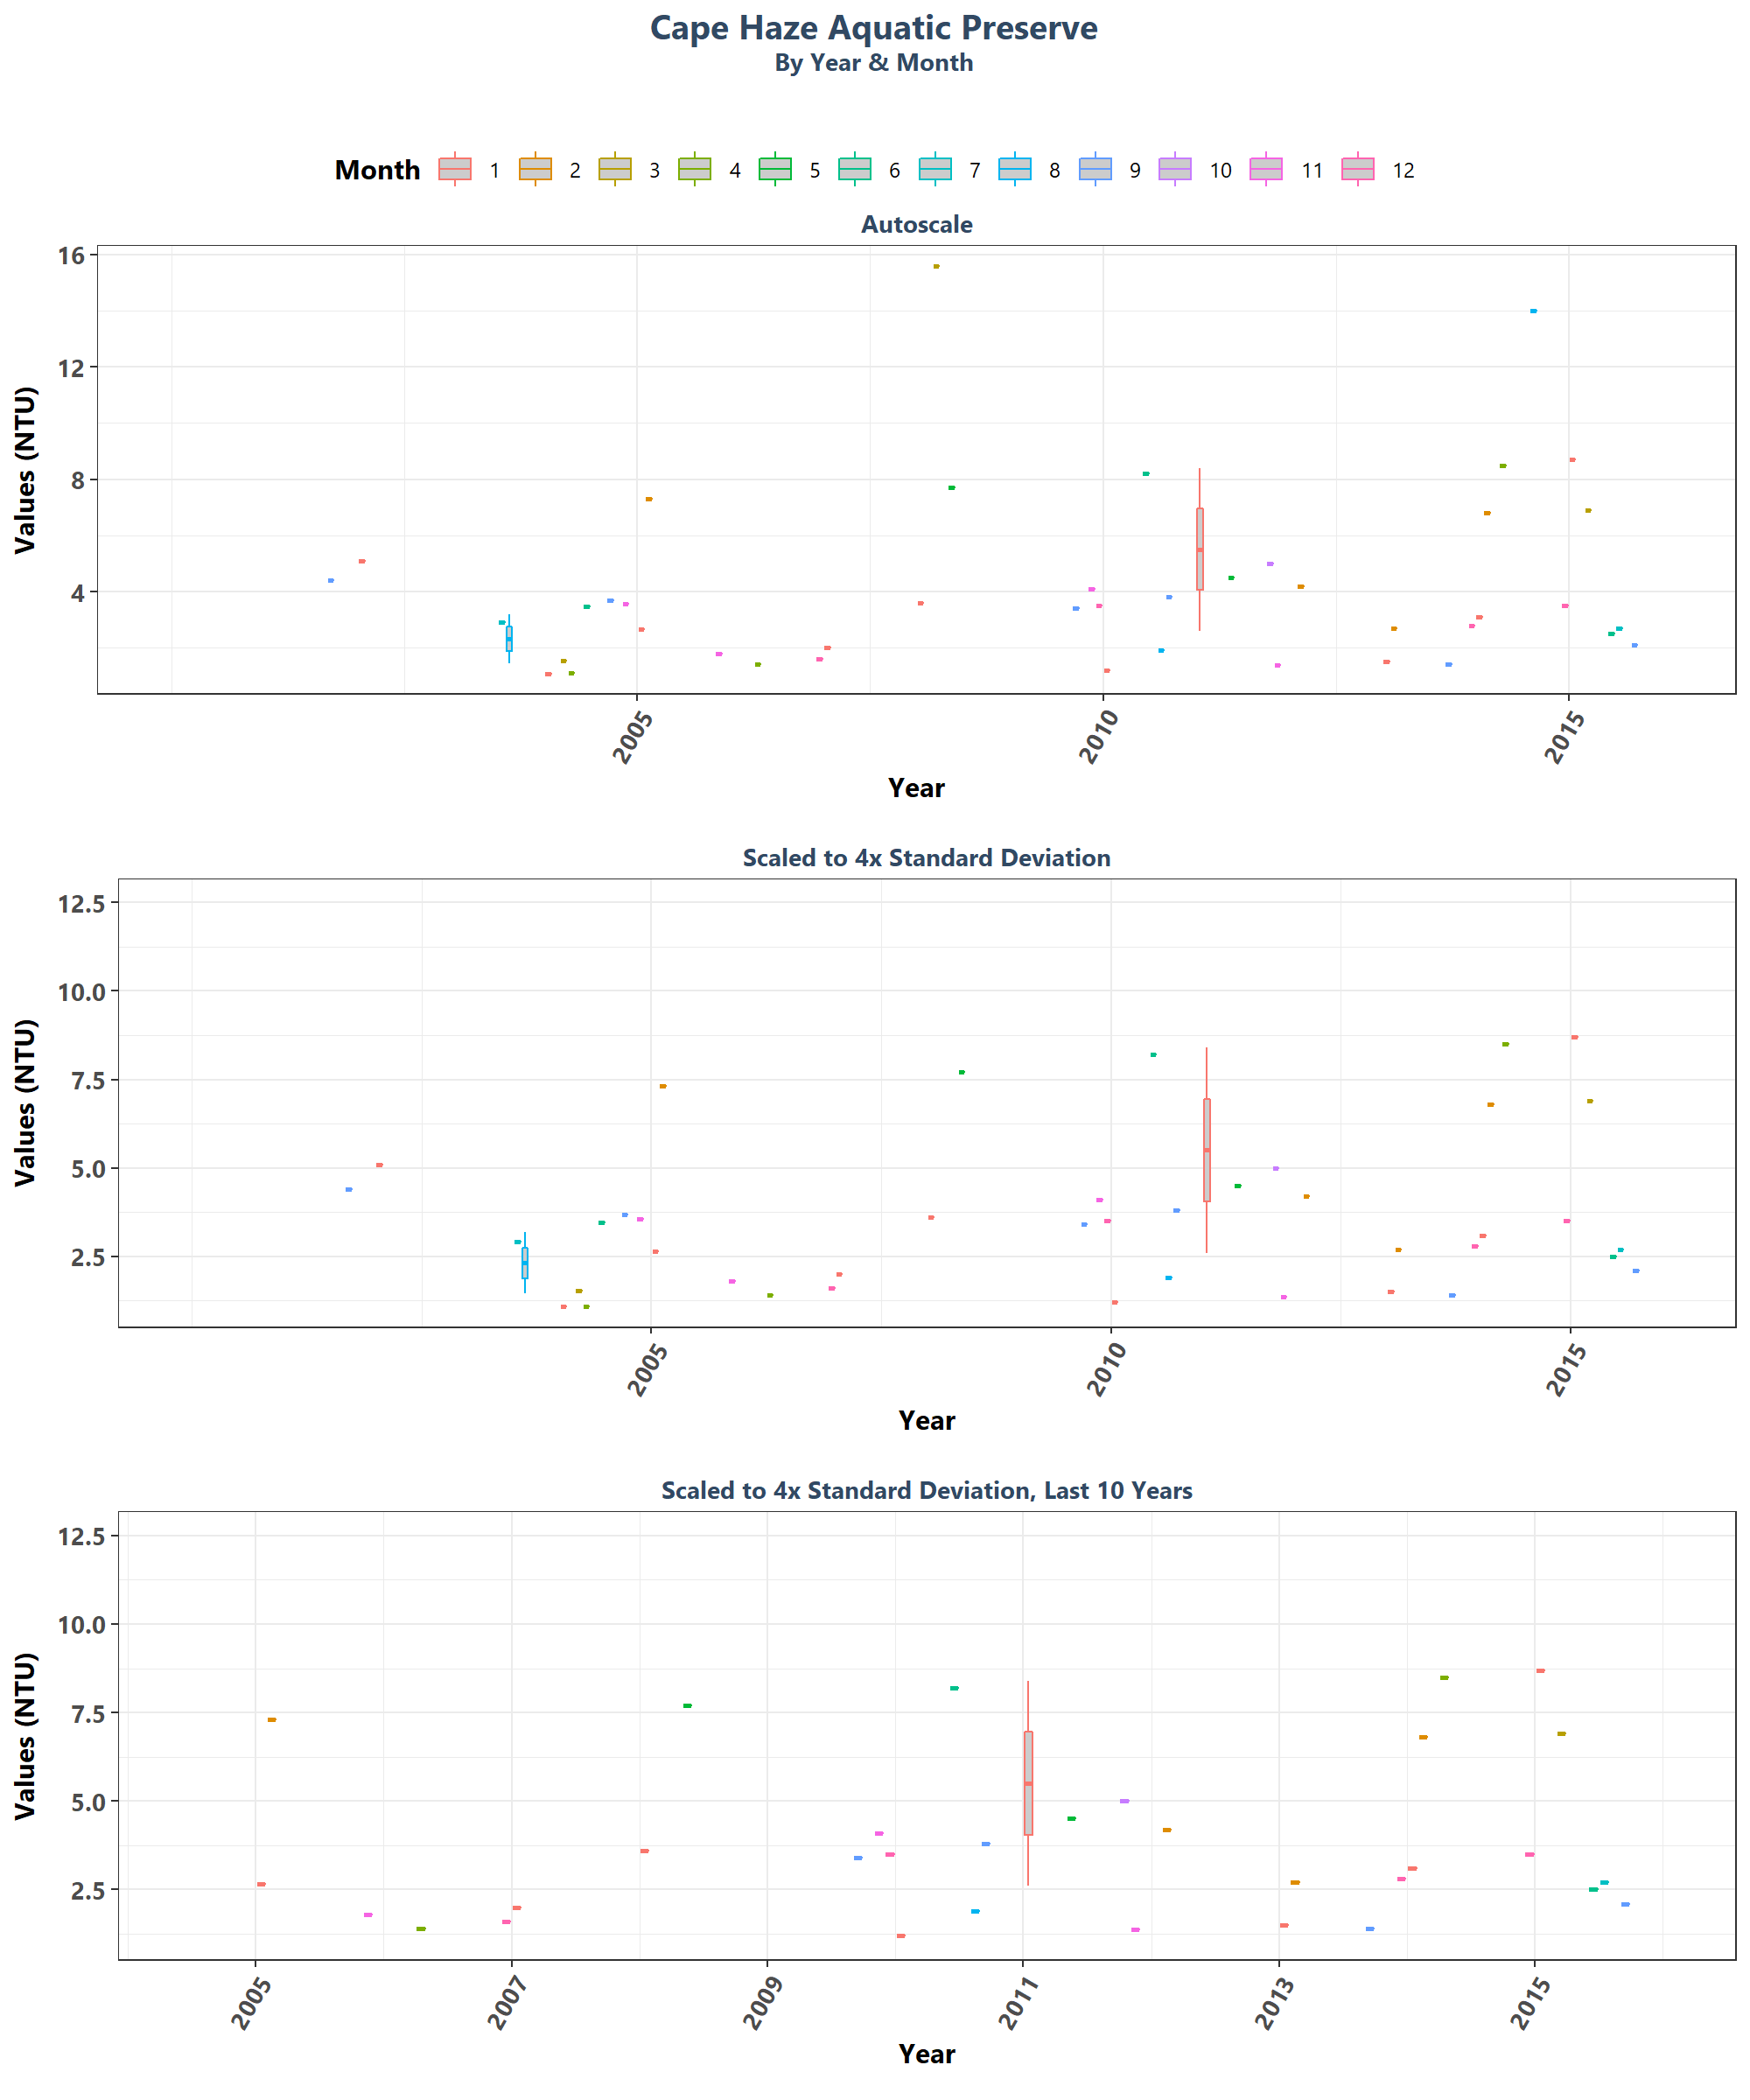 Cape Haze Aquatic Preserve
By Year & Month
Month 1 2 3 4 5 6 7 8 9 10 11 12
Autoscale
16
12
8
4
Values (NTU)
2005 2010 2015
Year
Scaled to 4x Standard Deviation
12.5
10.0
7.5
5.0
2.5
Values (NTU)
2005 2010 2015
Year
Scaled to 4x Standard Deviation, Last 10 Years
12.5
10.0
7.5
5.0
2.5
Values (NTU)
2005 2007 2009 2011 2013 2015
Year